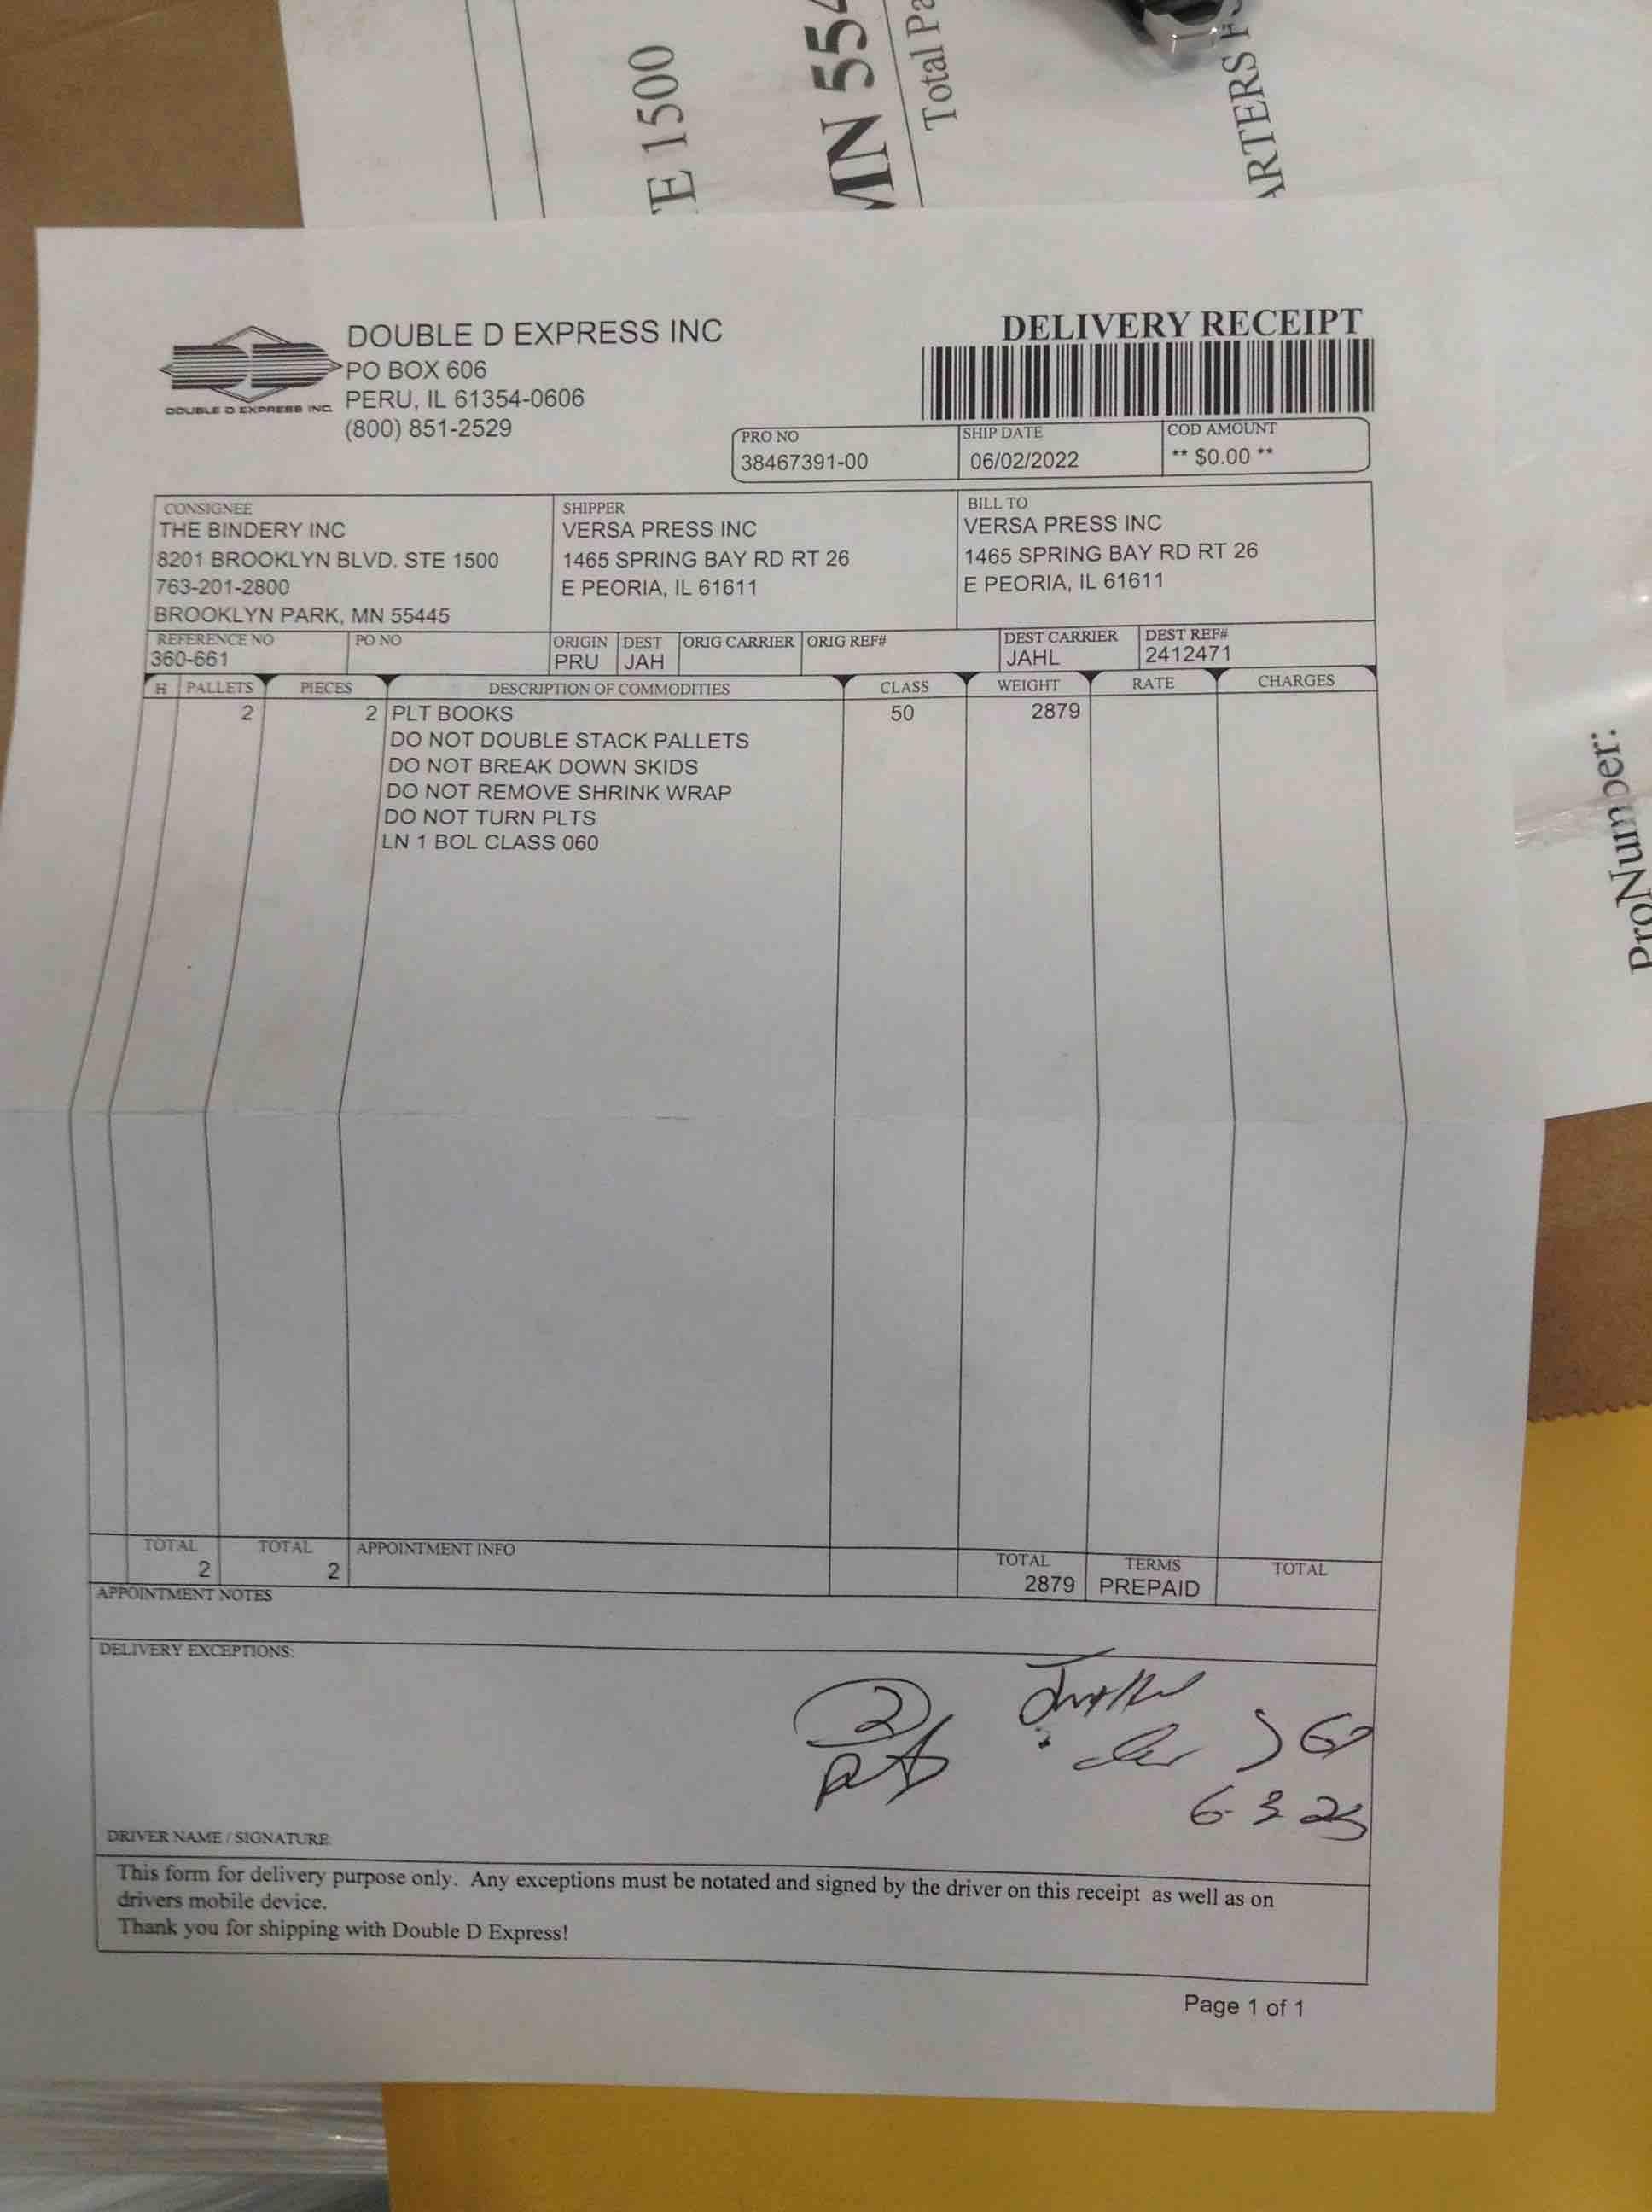 E 1500
MN 554
Total Pa
ARTERS
DOUBLE D EXPRESS INC
PO BOX 606
PERU, IL 61354-0606
(800) 851-2529
DOUBLE D EXPRESS INC.
DELIVERY RECEIPT
PRO NO SHIP DATE COD AMOUNT
38467391-00 06/02/2022 ** $0.00 **
CONSIGNEE SHIPPER BILL TO
THE BINDERY INC VERSA PRESS INC VERSA PRESS INC
8201 BROOKLYN BLVD. STE 1500 1465 SPRING BAY RD RT 26 1465 SPRING BAY RD RT 26
763-201-2800 E PEORIA, IL 61611 E PEORIA, IL 61611
BROOKLYN PARK, MN 55445
REFERENCE NO PO NO ORIGIN DEST ORIG CARRIER ORIG REF# DEST CARRIER DEST REF#
360-661 PRU JAH JAHL 2412471
H PALLETS PIECES DESCRIPTION OF COMMODITIES CLASS WEIGHT RATE CHARGES
2 2 PLT BOOKS 50 2879
DO NOT DOUBLE STACK PALLETS
DO NOT BREAK DOWN SKIDS
DO NOT REMOVE SHRINK WRAP
DO NOT TURN PLTS
LN 1 BOL CLASS 060
ProNumber:
TOTAL TOTAL APPOINTMENT INFO TOTAL TERMS TOTAL
2 2 2879 PREPAID
APPOINTMENT NOTES
DELIVERY EXCEPTIONS:
2
DRIVER NAME / SIGNATURE
This form for delivery purpose only. Any exceptions must be notated and signed by the driver on this receipt as well as on
drivers mobile device.
Thank you for shipping with Double D Express!
Page 1 of 1